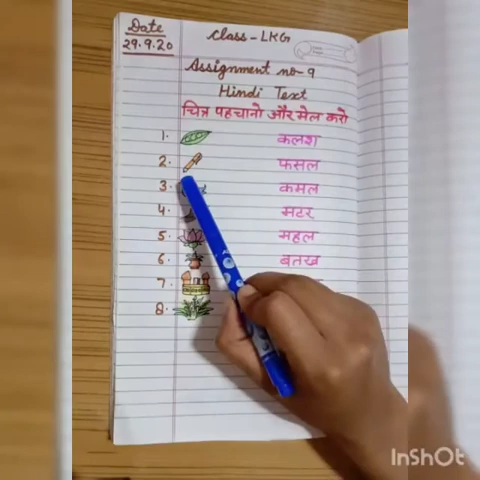 Date
29.9.20
Class - LKG
Assignment no - 9
Hindi Text
चित्र पहचानो और मेल करो
1. कलश
2. फसल
3. कमल
4. मटर
5. महल
6. बतख
7.
8.
InShOt